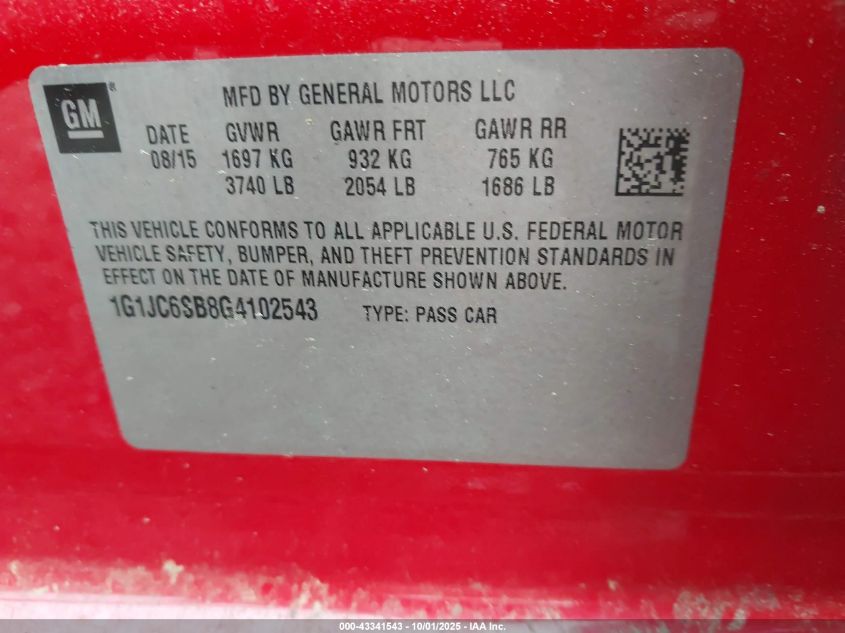 GM ®
MFD BY GENERAL MOTORS LLC
DATE GVWR GAWR FRT GAWR RR
08/15 1697 KG 932 KG 765 KG
3740 LB 2054 LB 1686 LB
THIS VEHICLE CONFORMS TO ALL APPLICABLE U.S. FEDERAL MOTOR
VEHICLE SAFETY, BUMPER, AND THEFT PREVENTION STANDARDS IN
EFFECT ON THE DATE OF MANUFACTURE SHOWN ABOVE.
1G1JC6SB8G4102543 TYPE: PASS CAR
000-43341543 - 10/01/2025 - IAA Inc.